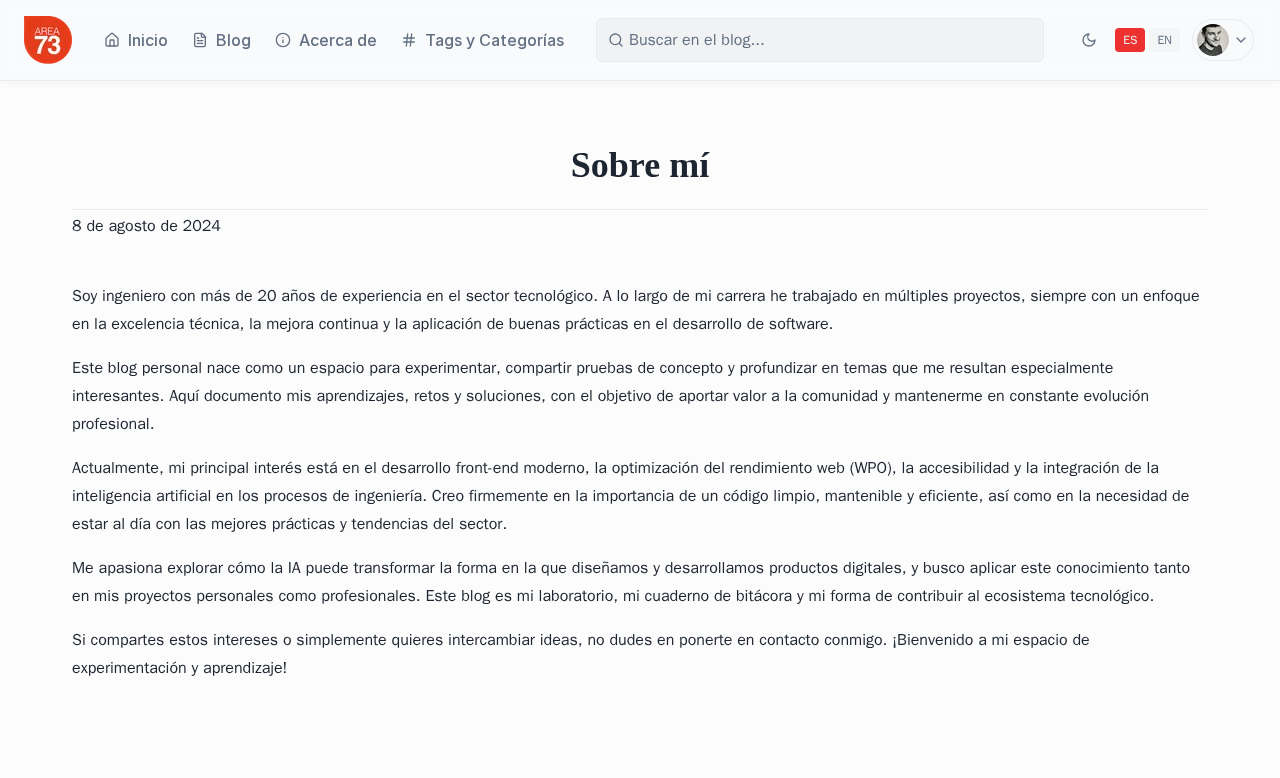 AREA
73
Inicio
Blog
Acerca de
Tags y Categorías
Buscar en el blog...
ES
EN
Sobre mí
8 de agosto de 2024
Soy ingeniero con más de 20 años de experiencia en el sector tecnológico. A lo largo de mi carrera he trabajado en múltiples proyectos, siempre con un enfoque
en la excelencia técnica, la mejora continua y la aplicación de buenas prácticas en el desarrollo de software.
Este blog personal nace como un espacio para experimentar, compartir pruebas de concepto y profundizar en temas que me resultan especialmente
interesantes. Aquí documento mis aprendizajes, retos y soluciones, con el objetivo de aportar valor a la comunidad y mantenerme en constante evolución
profesional.
Actualmente, mi principal interés está en el desarrollo front-end moderno, la optimización del rendimiento web (WPO), la accesibilidad y la integración de la
inteligencia artificial en los procesos de ingeniería. Creo firmemente en la importancia de un código limpio, mantenible y eficiente, así como en la necesidad de
estar al día con las mejores prácticas y tendencias del sector.
Me apasiona explorar cómo la IA puede transformar la forma en la que diseñamos y desarrollamos productos digitales, y busco aplicar este conocimiento tanto
en mis proyectos personales como profesionales. Este blog es mi laboratorio, mi cuaderno de bitácora y mi forma de contribuir al ecosistema tecnológico.
Si compartes estos intereses o simplemente quieres intercambiar ideas, no dudes en ponerte en contacto conmigo. ¡Bienvenido a mi espacio de
experimentación y aprendizaje!